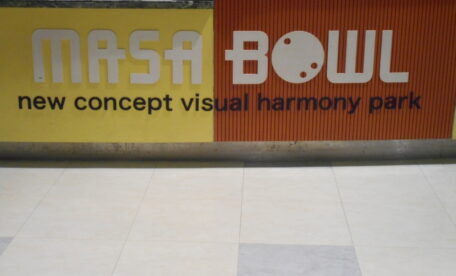 MASA BOWL
new concept visual harmony park